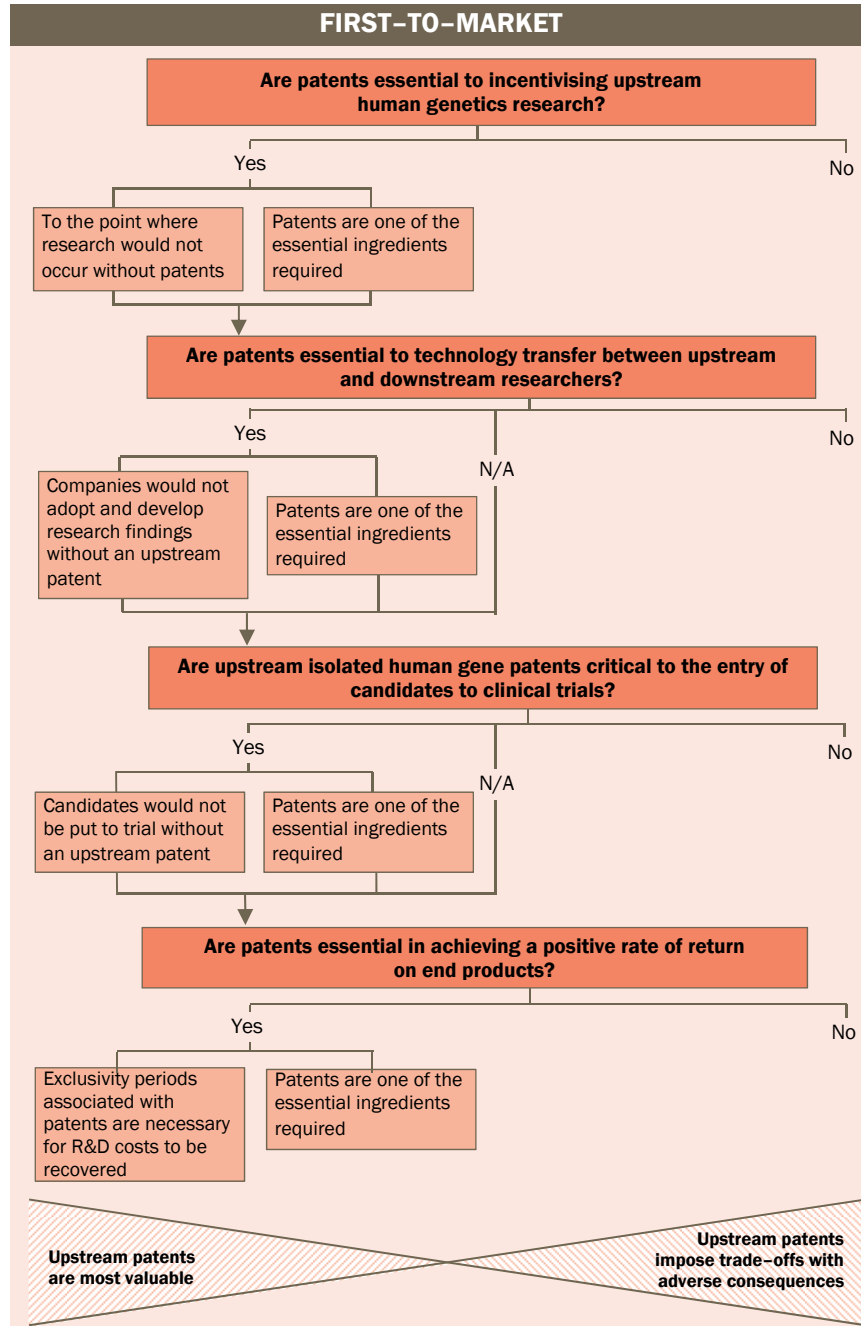 FIRST–TO–MARKET
Are patents essential to incentivising upstream
human genetics research?
Yes
No
To the point where
research would not
occur without patents
Patents are one of the
essential ingredients
required
Are patents essential to technology transfer between upstream
and downstream researchers?
Yes
N/A
No
Companies would not
adopt and develop
research findings
without an upstream
patent
Patents are one of the
essential ingredients
required
Are upstream isolated human gene patents critical to the entry of
candidates to clinical trials?
Yes
N/A
No
Candidates would not
be put to trial without
an upstream patent
Patents are one of the
essential ingredients
required
Are patents essential in achieving a positive rate of return
on end products?
Yes
No
Exclusivity periods
associated with
patents are necessary
for R&D costs to be
recovered
Patents are one of the
essential ingredients
required
Upstream patents
are most valuable
Upstream patents
impose trade–offs with
adverse consequences